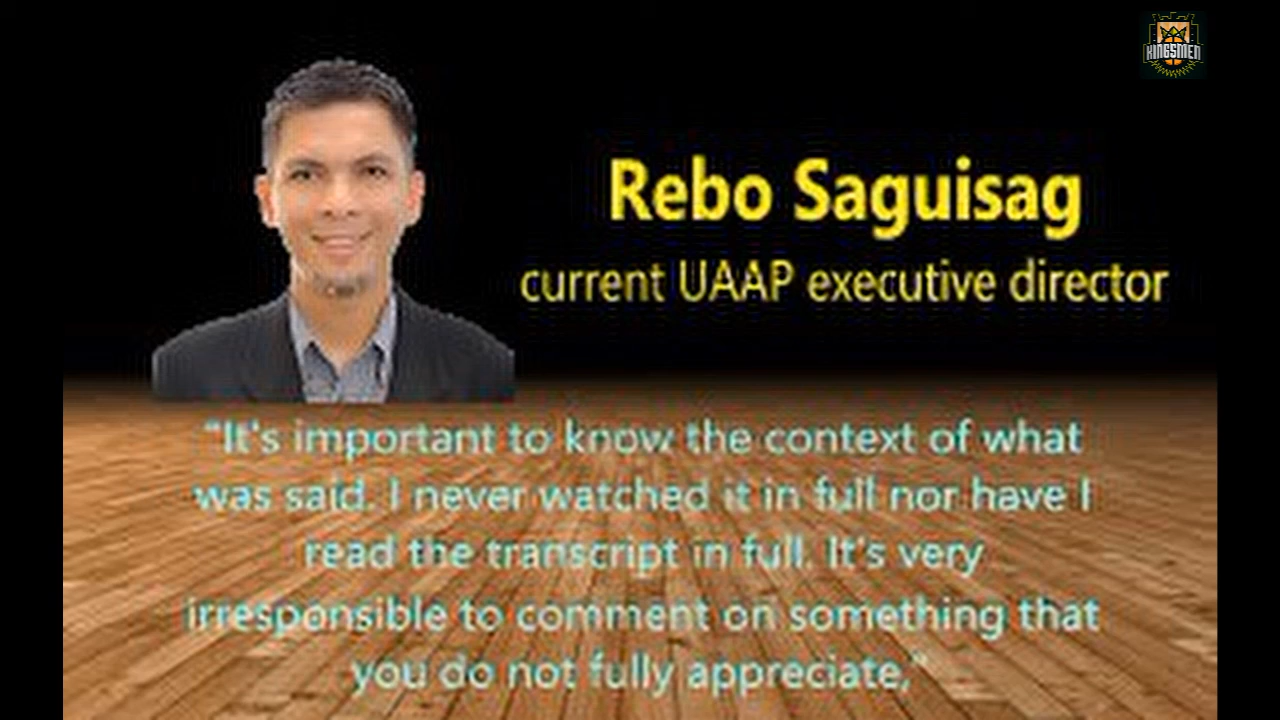 KINGSMEN
Rebo Saguisag
current UAAP executive director
"It's important to know the context of what
was said. I never watched it in full nor have I
read the transcript in full. It's very
irresponsible to comment on something that
you do not fully appreciate,"